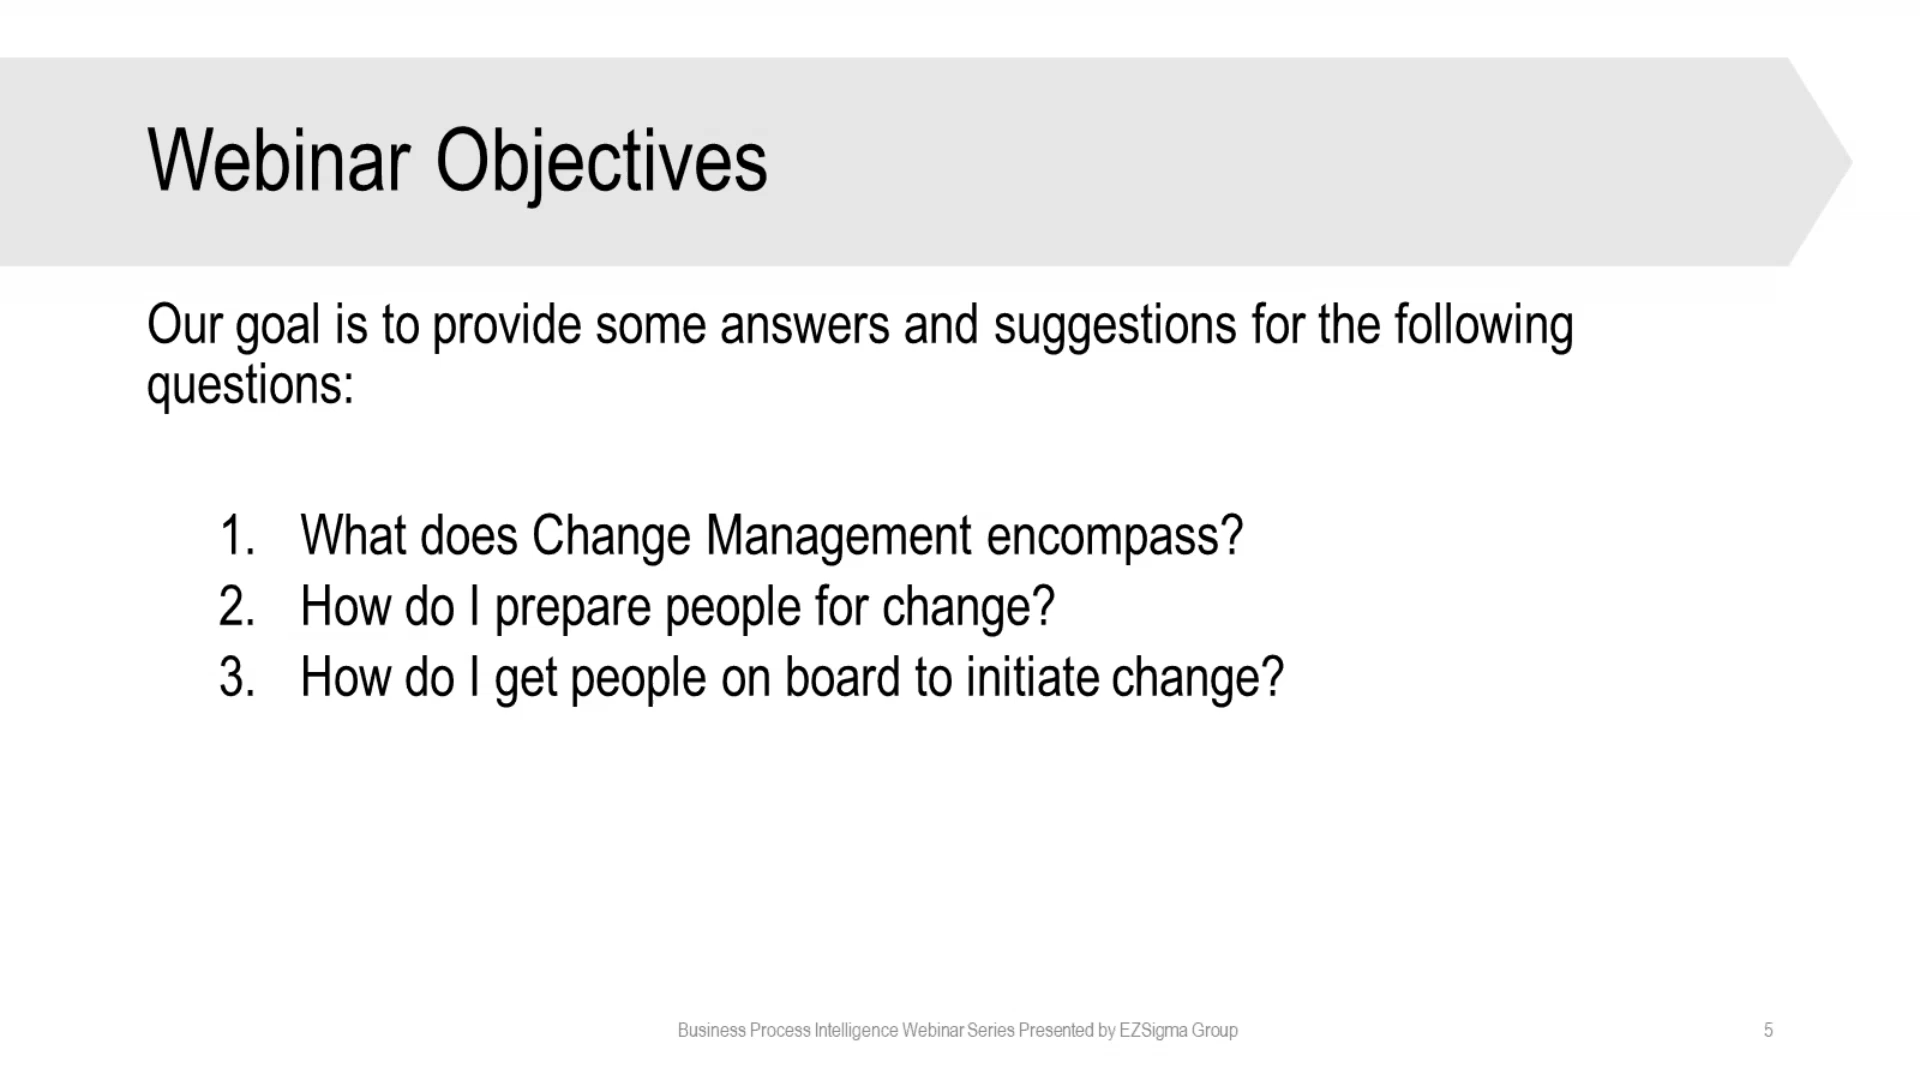 Webinar Objectives
Our goal is to provide some answers and suggestions for the following
questions:
1. What does Change Management encompass?
2. How do I prepare people for change?
3. How do I get people on board to initiate change?
Business Process Intelligence Webinar Series Presented by EZSigma Group
5